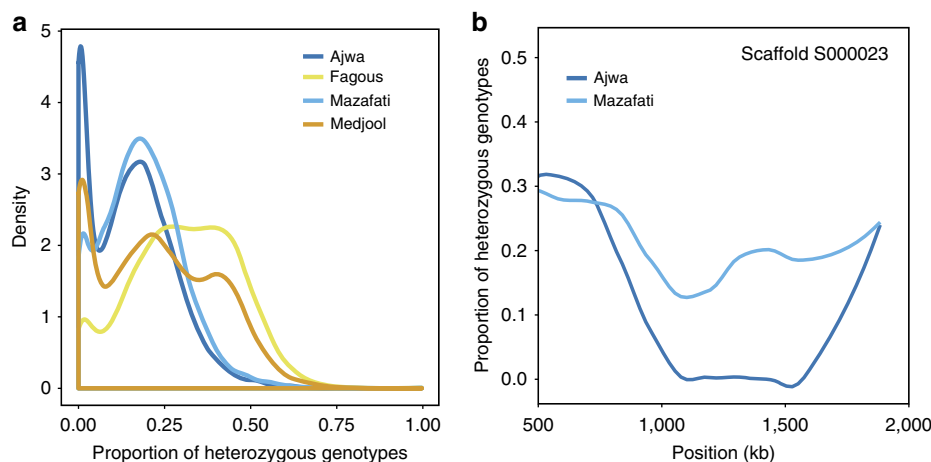 a
5
4
3
2
1
0
Density
Ajwa
Fagous
Mazafati
Medjool
0.00 0.25 0.50 0.75 1.00
Proportion of heterozygous genotypes
b
Scaffold S000023
0.5
0.4
0.3
0.2
0.1
0.0
Proportion of heterozygous genotypes
Ajwa
Mazafati
500 1,000 1,500 2,000
Position (kb)